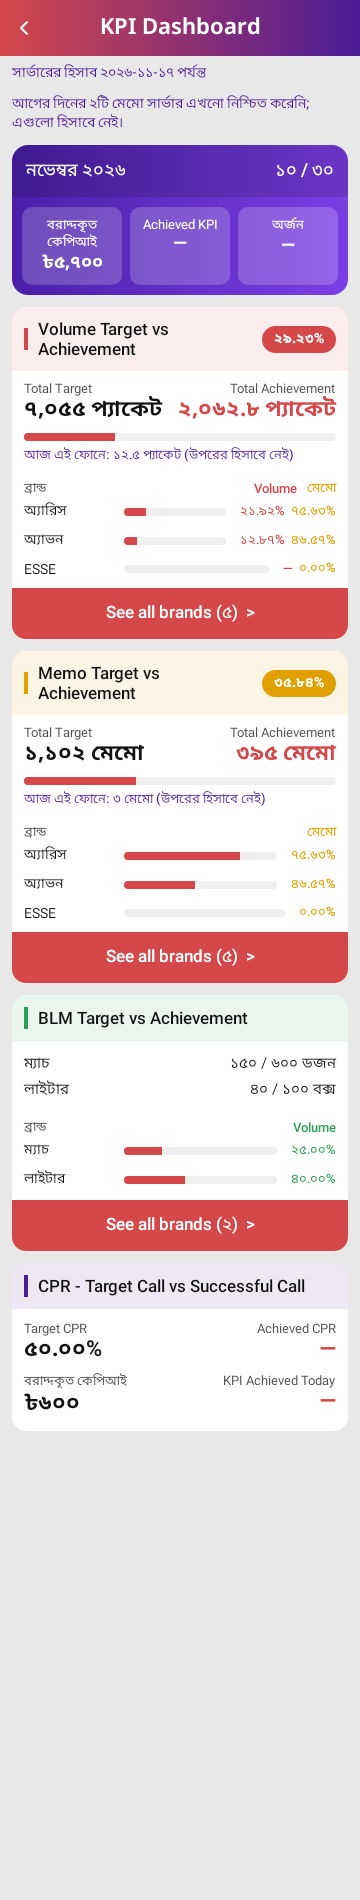 KPI Dashboard
সার্ভারের হিসাব ২০২৬-১১-১৭ পর্যন্ত
আগের দিনের ২টি মেমো সার্ভার এখনো নিশ্চিত করেনি;
এগুলো হিসাবে নেই।
নভেম্বর ২০২৬ ১০ / ৩০
বরাদ্দকৃত কেপিআই
৳৫,৭০০
Achieved KPI
—
অর্জন
—
Volume Target vs Achievement
২৯.২৩%
Total Target Total Achievement
৭,০৫৫ প্যাকেট ২,০৬২.৮ প্যাকেট
আজ এই ফোনে: ১২.৫ প্যাকেট (উপরের হিসাবে নেই)
ব্রান্ড Volume মেমো
অ্যারিস ২১.৯২% ৭৫.৬৩%
অ্যাভন ১২.৮৭% ৪৬.৫৭%
ESSE — ০.০০%
See all brands (৫) >
Memo Target vs Achievement
৩৫.৮৪%
Total Target Total Achievement
১,১০২ মেমো ৩৯৫ মেমো
আজ এই ফোনে: ৩ মেমো (উপরের হিসাবে নেই)
ব্রান্ড মেমো
অ্যারিস ৭৫.৬৩%
অ্যাভন ৪৬.৫৭%
ESSE ০.০০%
See all brands (৫) >
BLM Target vs Achievement
ম্যাচ ১৫০ / ৬০০ ডজন
লাইটার ৪০ / ১০০ বক্স
ব্রান্ড Volume
ম্যাচ ২৫.০০%
লাইটার ৪০.০০%
See all brands (২) >
CPR - Target Call vs Successful Call
Target CPR Achieved CPR
৫০.০০% —
বরাদ্দকৃত কেপিআই KPI Achieved Today
৳৬০০ —